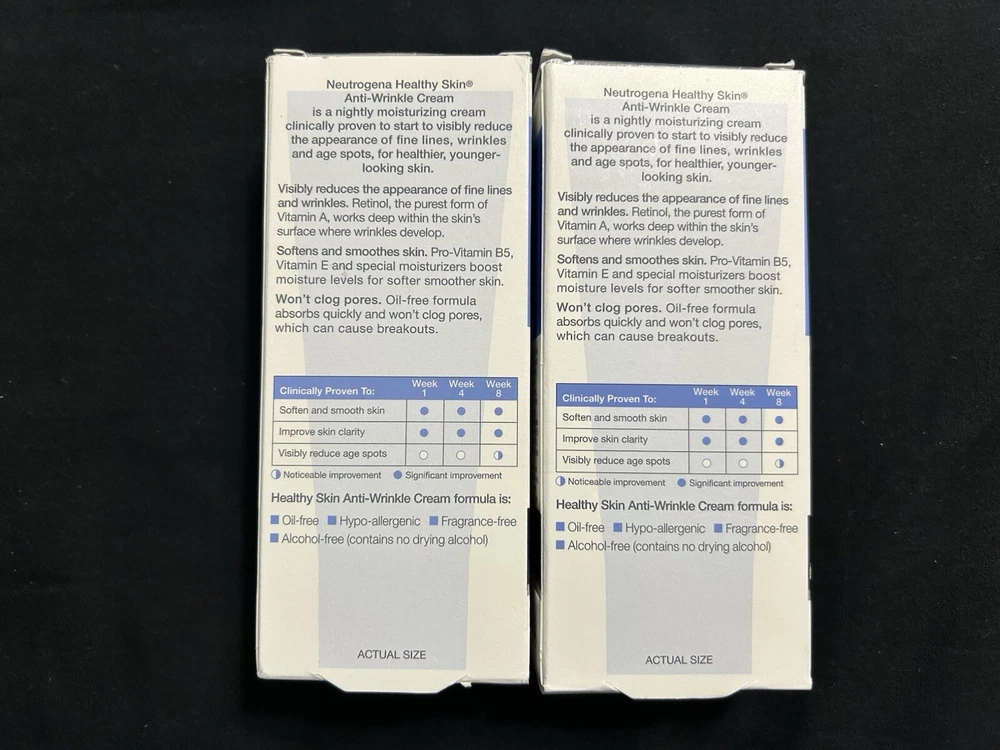 Neutrogena Healthy Skin®
Anti-Wrinkle Cream
is a nightly moisturizing cream
clinically proven to start to visibly reduce
the appearance of fine lines, wrinkles
and age spots, for healthier, younger-
looking skin.
Visibly reduces the appearance of fine lines
and wrinkles. Retinol, the purest form of
Vitamin A, works deep within the skin's
surface where wrinkles develop.
Softens and smoothes skin. Pro-Vitamin B5,
Vitamin E and special moisturizers boost
moisture levels for softer smoother skin.
Won't clog pores. Oil-free formula
absorbs quickly and won't clog pores,
which can cause breakouts.
Clinically Proven To: Week 1 Week 4 Week 8
Soften and smooth skin
Improve skin clarity
Visibly reduce age spots
Noticeable improvement Significant improvement
Healthy Skin Anti-Wrinkle Cream formula is:
Oil-free Hypo-allergenic Fragrance-free
Alcohol-free (contains no drying alcohol)
ACTUAL SIZE
Neutrogena Healthy Skin®
Anti-Wrinkle Cream
is a nightly moisturizing cream
clinically proven to start to visibly reduce
the appearance of fine lines, wrinkles
and age spots, for healthier, younger-
looking skin.
Visibly reduces the appearance of fine lines
and wrinkles. Retinol, the purest form of
Vitamin A, works deep within the skin's
surface where wrinkles develop.
Softens and smoothes skin. Pro-Vitamin B5,
Vitamin E and special moisturizers boost
moisture levels for softer smoother skin.
Won't clog pores. Oil-free formula
absorbs quickly and won't clog pores,
which can cause breakouts.
Clinically Proven To: Week 1 Week 4 Week 8
Soften and smooth skin
Improve skin clarity
Visibly reduce age spots
Noticeable improvement Significant improvement
Healthy Skin Anti-Wrinkle Cream formula is:
Oil-free Hypo-allergenic Fragrance-free
Alcohol-free (contains no drying alcohol)
ACTUAL SIZE